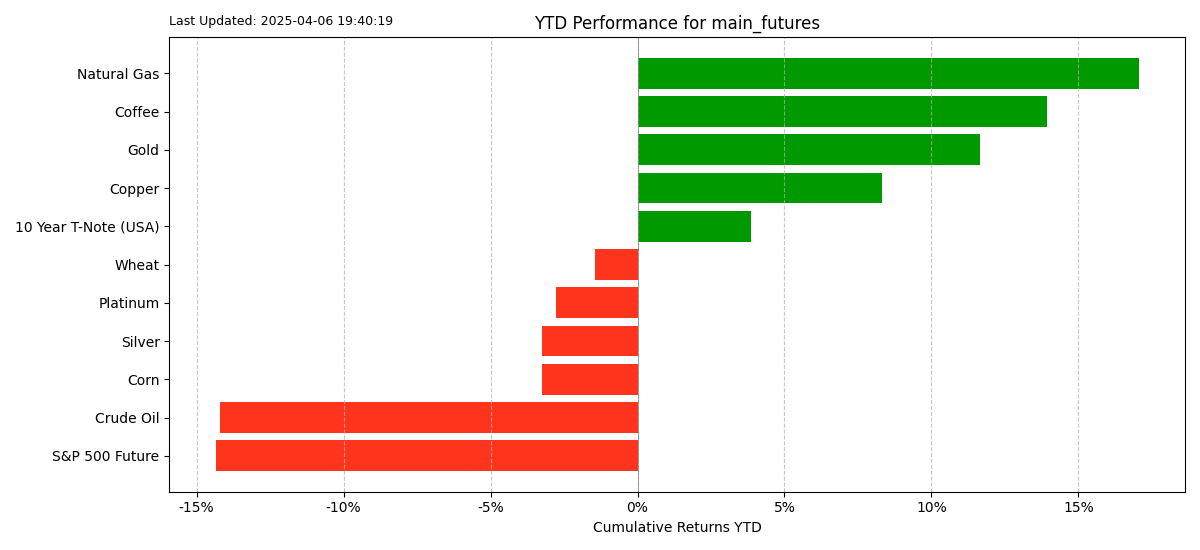 Last Updated: 2025-04-06 19:40:19
YTD Performance for main_futures
Natural Gas
Coffee
Gold
Copper
10 Year T-Note (USA)
Wheat
Platinum
Silver
Corn
Crude Oil
S&P 500 Future
-15% -10% -5% 0% 5% 10% 15%
Cumulative Returns YTD